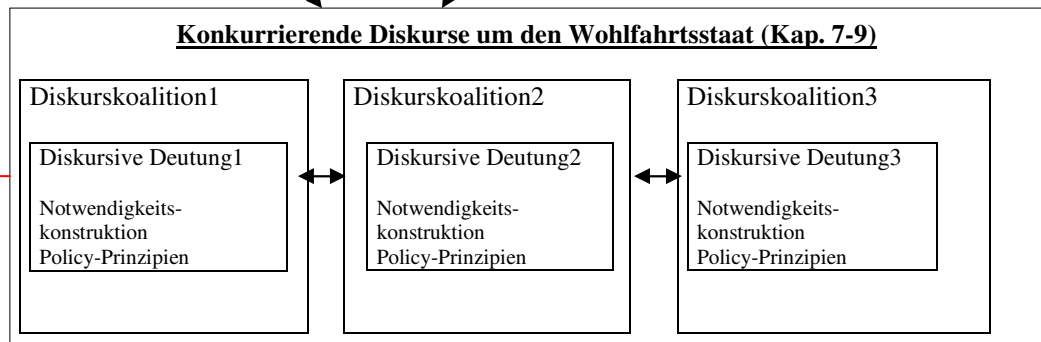 Konkurrierende Diskurse um den Wohlfahrtsstaat (Kap. 7-9)
Diskurskoalition1
Diskursive Deutung1
Notwendigkeits-
konstruktion
Policy-Prinzipien
Diskurskoalition2
Diskursive Deutung2
Notwendigkeits-
konstruktion
Policy-Prinzipien
Diskurskoalition3
Diskursive Deutung3
Notwendigkeits-
konstruktion
Policy-Prinzipien